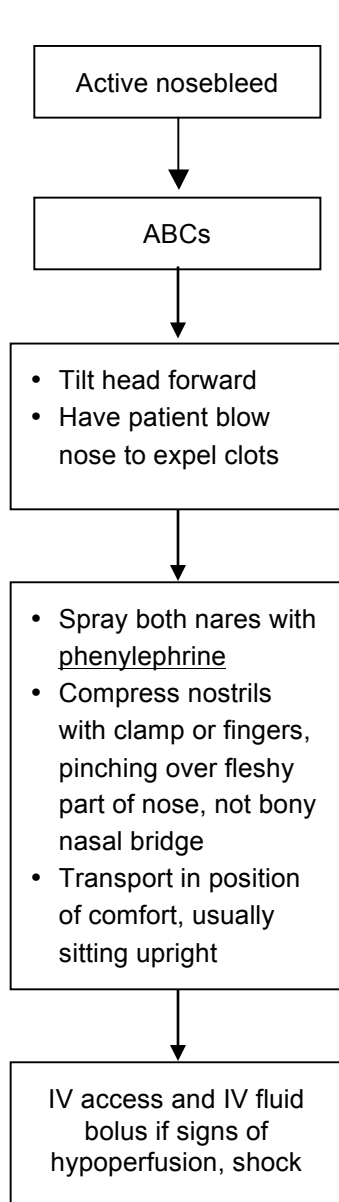 Active nosebleed
ABCs
• Tilt head forward
• Have patient blow
nose to expel clots
• Spray both nares with
phenylephrine
• Compress nostrils
with clamp or fingers,
pinching over fleshy
part of nose, not bony
nasal bridge
• Transport in position
of comfort, usually
sitting upright
IV access and IV fluid
bolus if signs of
hypoperfusion, shock